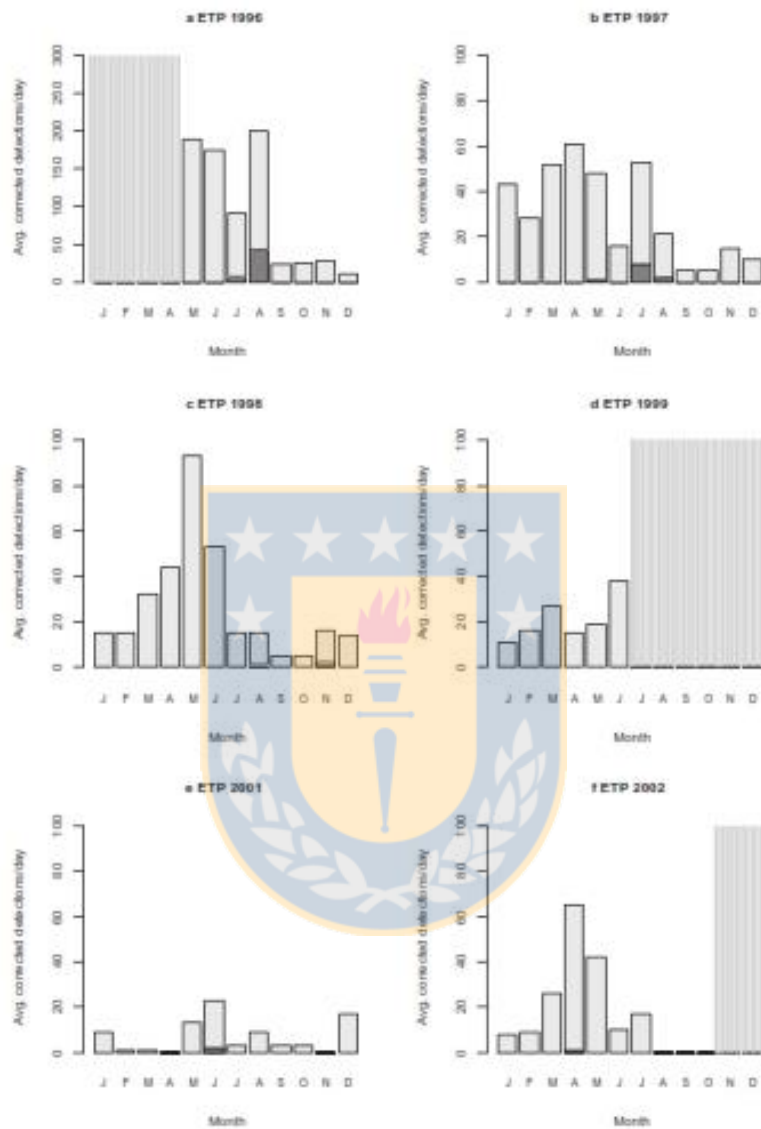 a ETP 1996
b ETP 1997
Avg. corrected detections/day
0 50 100 150 200 250 300
J F M A M J J A S O N D
Month
Avg. corrected detections/day
0 20 40 60 80 100
J F M A M J J A S O N D
Month
c ETP 1998
d ETP 1999
Avg. corrected detections/day
0 20 40 60 80 100
J F M A M J J A S O N D
Month
Avg. corrected detections/day
0 20 40 60 80 100
J F M A M J J A S O N D
Month
e ETP 2001
f ETP 2002
Avg. corrected detections/day
0 20 40 60 80 100
J F M A M J J A S O N D
Month
Avg. corrected detections/day
0 20 40 60 80 100
J F M A M J J A S O N D
Month